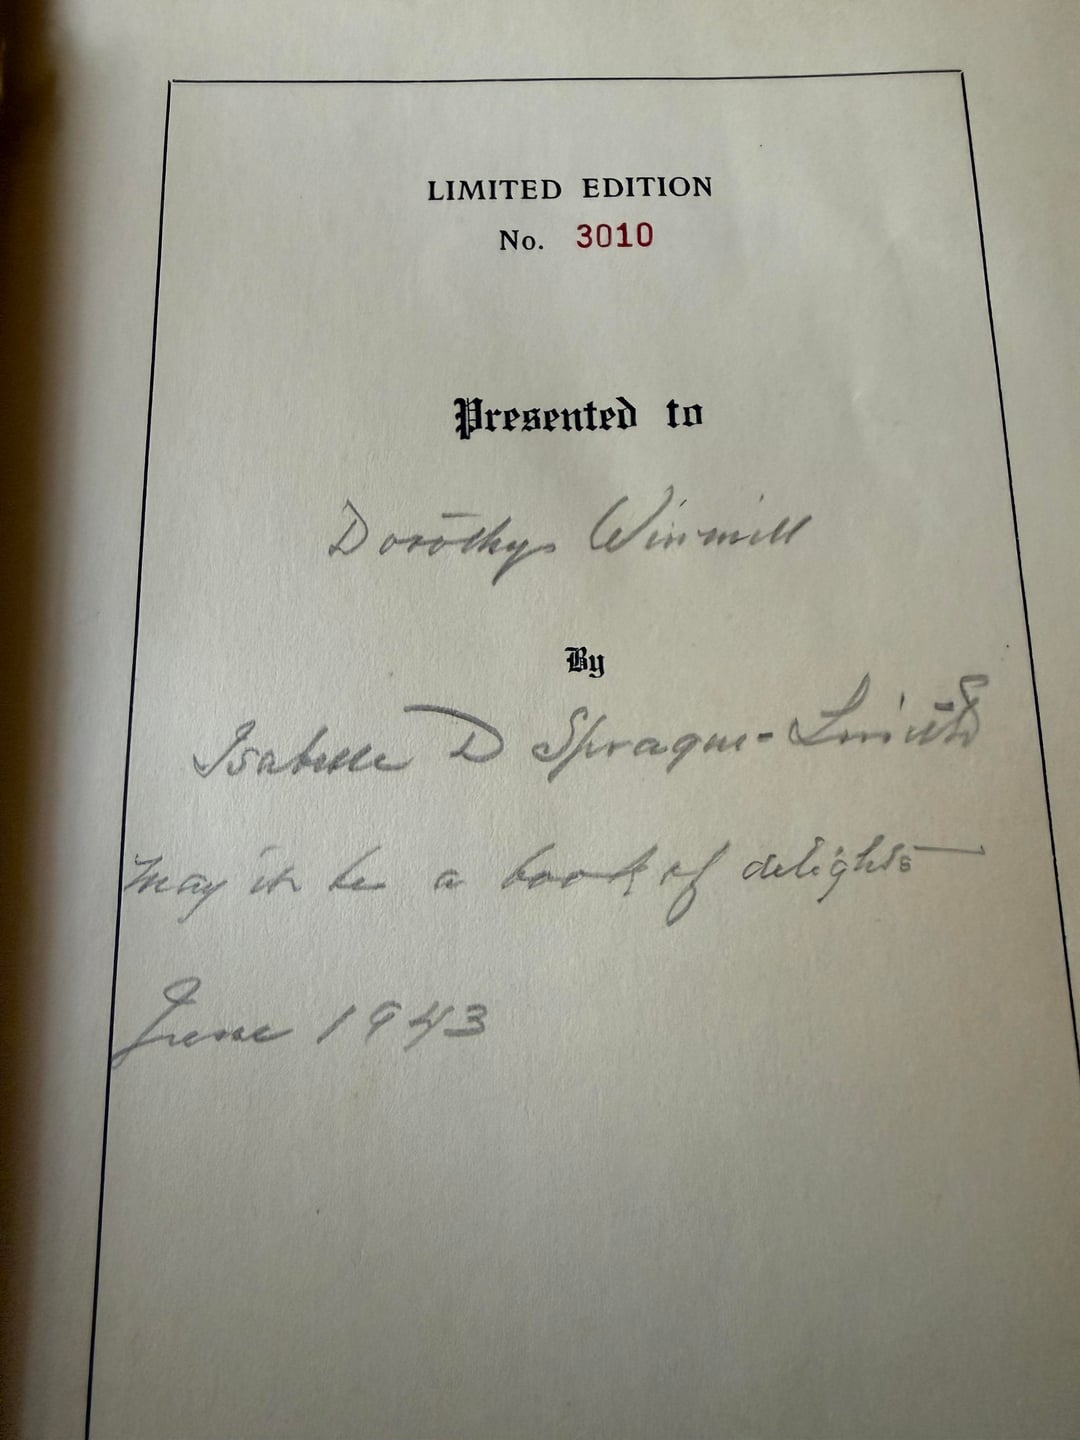 LIMITED EDITION
No. 3010
Presented to
Dorothy Winmill
By
Isabelle D Sprague-Smith
May it be a book of delights
June 1943